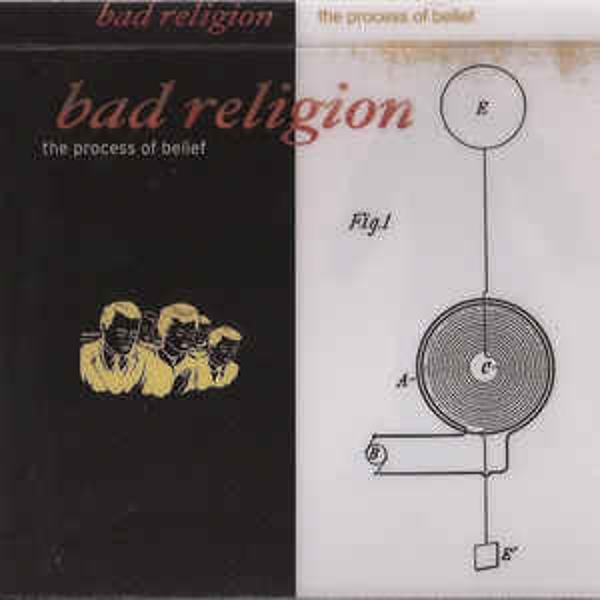 bad religion
the process of belief
bad religion
the process of belief
E
Fig.1
C
A
B
E'